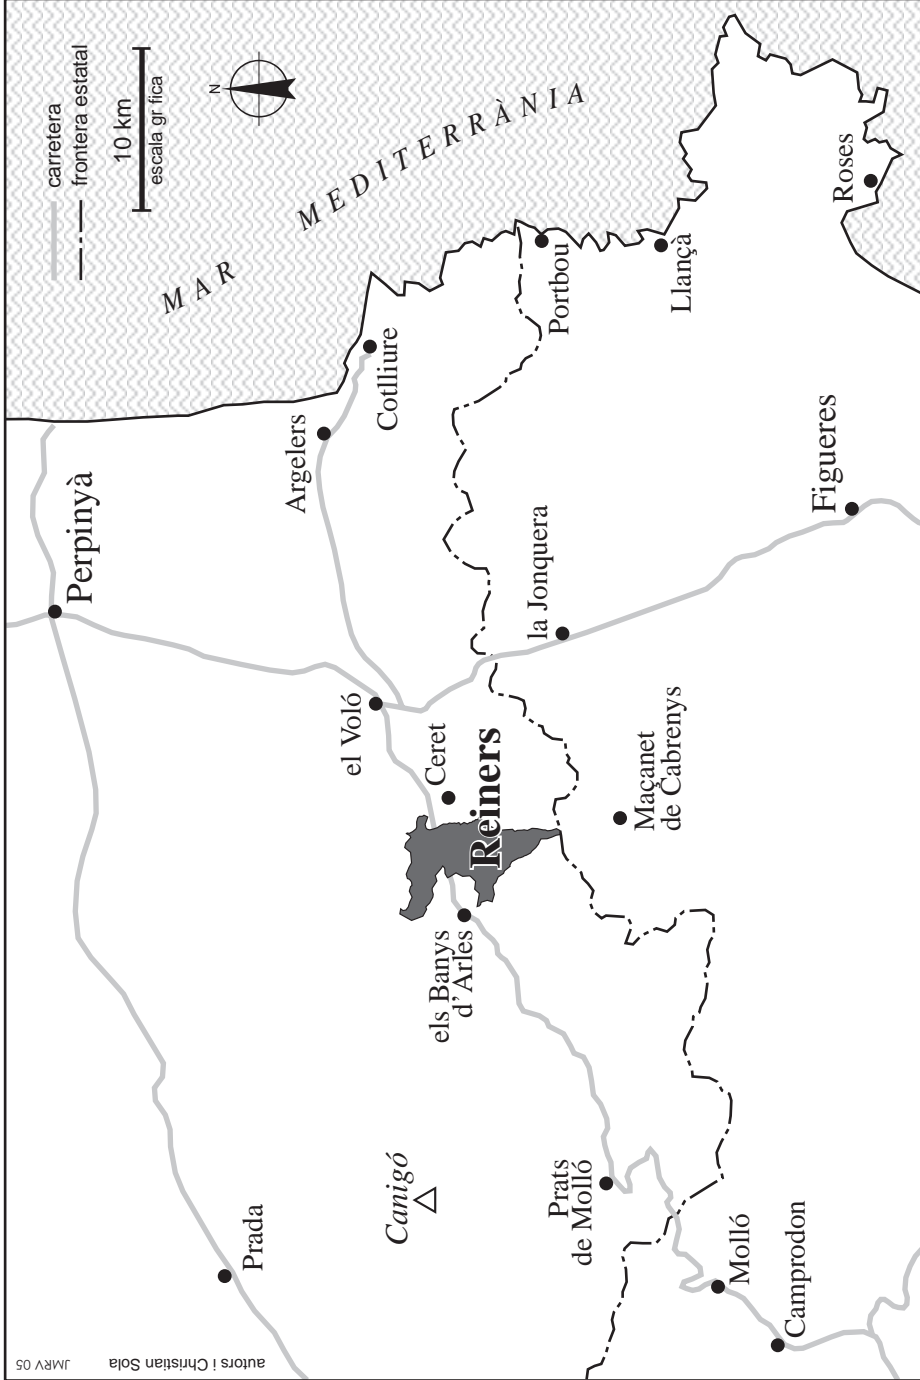 carretera
frontera estatal
10 km
escala gr fica
N
MAR MEDITERRÀNIA
Perpinyà
Argelers
Cotlliure
Portbou
Llançà
Roses
el Voló
Ceret
Reiners
la Jonquera
Figueres
Maçanet
de Cabrenys
els Banys
d'Arles
Prada
Canigó
Prats
de Molló
Molló
Camprodon
JMRV 05
autors i Christian Sola